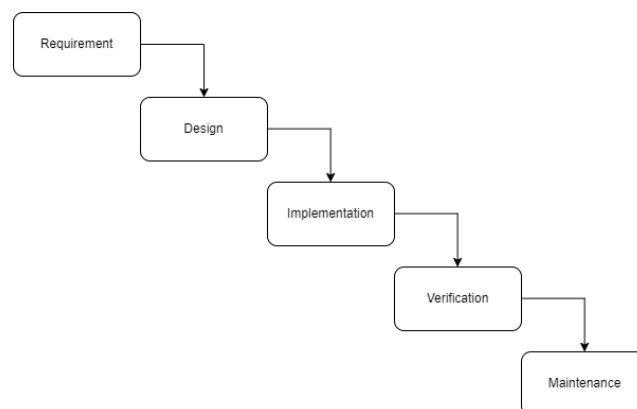 Requirement
Design
Implementation
Verification
Maintenance